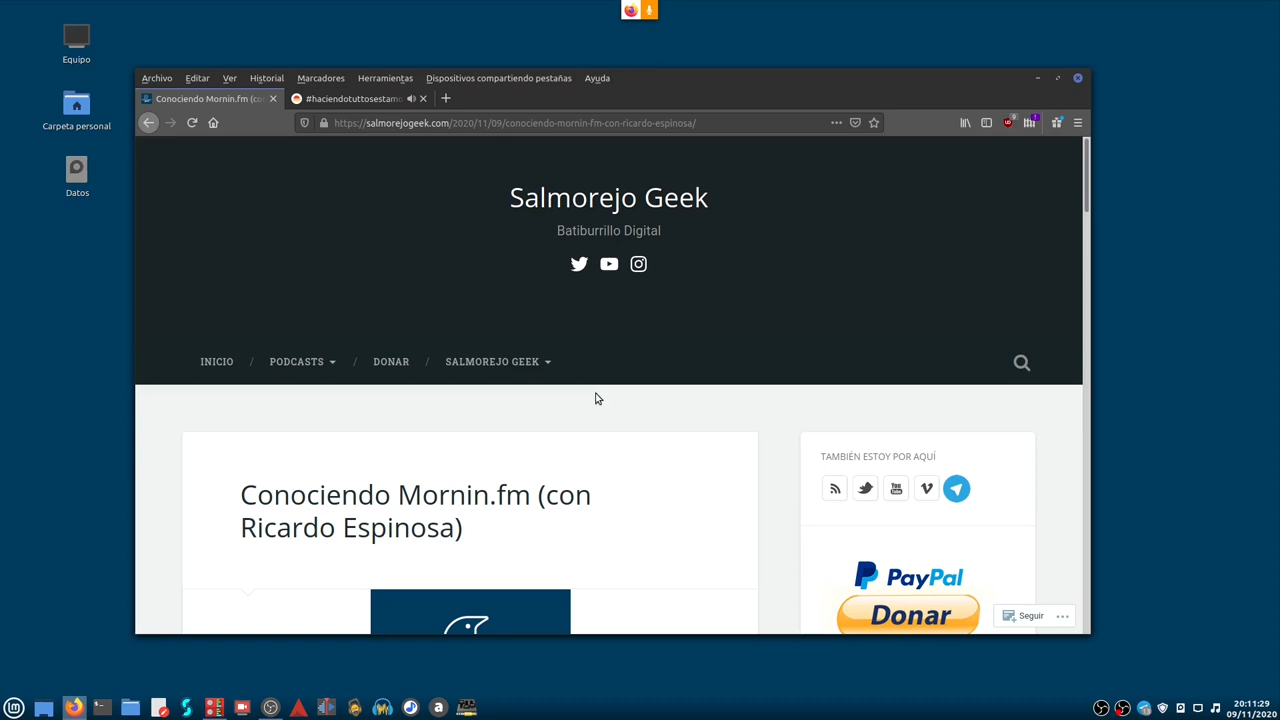 Equipo
Carpeta personal
Datos
Archivo Editar Ver Historial Marcadores Herramientas Dispositivos compartiendo pestañas Ayuda
Conociendo Mornin.fm (co
#haciendotuttosestamo
https://salmorejogeek.com/2020/11/09/conociendo-mornin-fm-con-ricardo-espinosa/
Salmorejo Geek
Batiburrillo Digital
INICIO / PODCASTS / DONAR / SALMOREJO GEEK
Conociendo Mornin.fm (con
Ricardo Espinosa)
TAMBIÉN ESTOY POR AQUÍ
You
Tube
PayPal
Donar
Seguir
20:11:29
09/11/2020